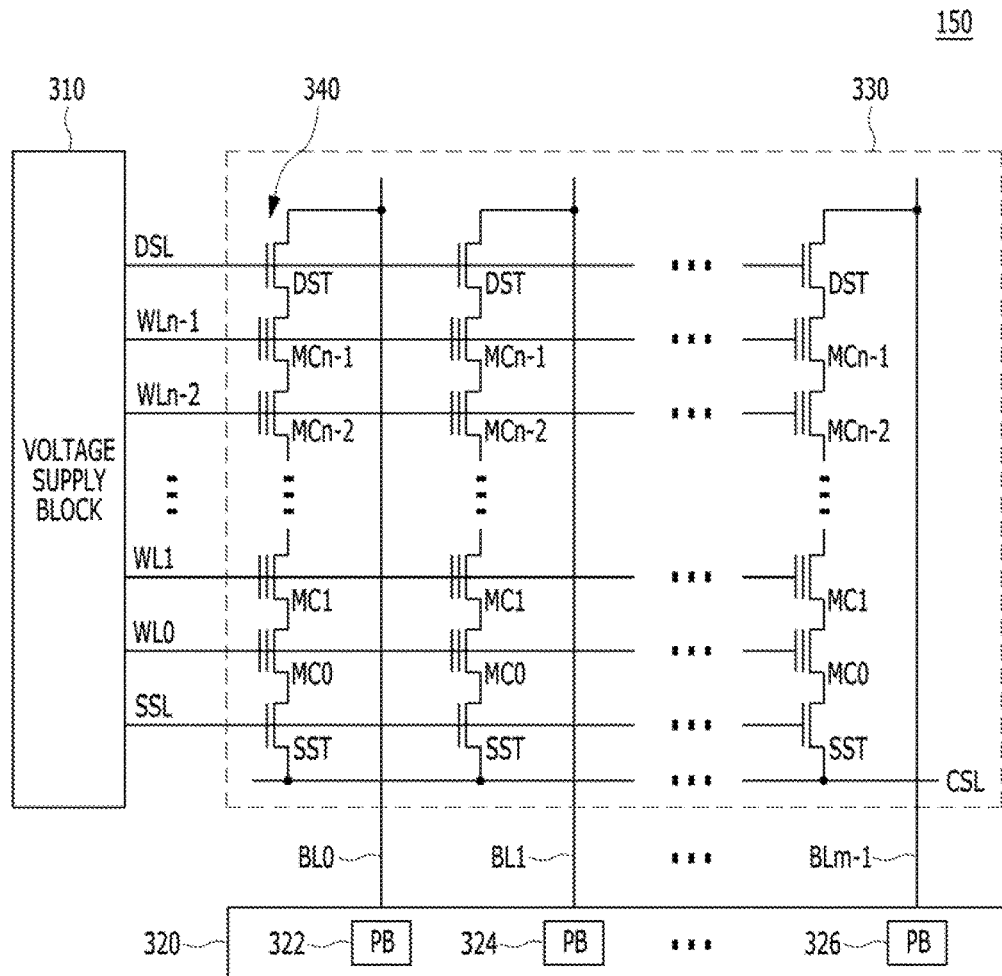 150
310
340
330
DSL
DST
DST
DST
WLn-1
MCn-1
MCn-1
MCn-1
WLn-2
MCn-2
MCn-2
MCn-2
VOLTAGE
SUPPLY
BLOCK
WL1
MC1
MC1
MC1
WL0
MC0
MC0
MC0
SSL
SST
SST
SST
CSL
BL0
BL1
BLm-1
320
322
PB
324
PB
326
PB